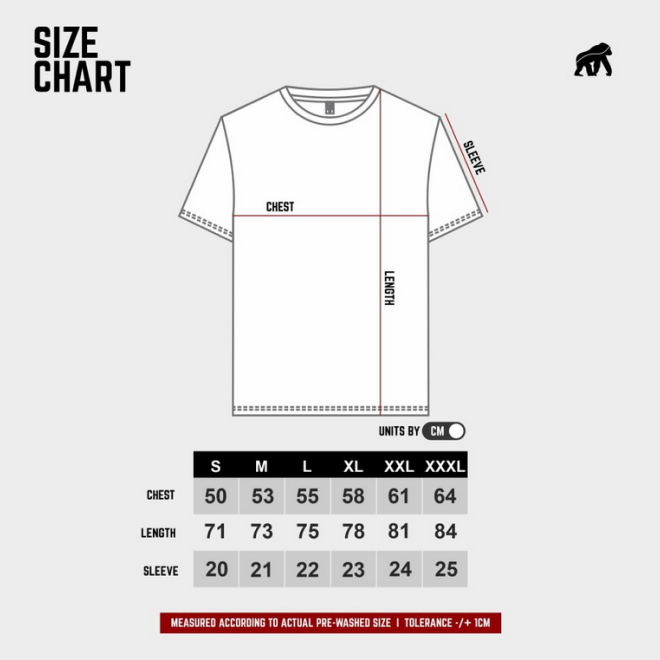 SIZE
CHART
SLEEVE
CHEST
LENGTH
UNITS BY CM
S M L XL XXL XXXL
CHEST 50 53 55 58 61 64
LENGTH 71 73 75 78 81 84
SLEEVE 20 21 22 23 24 25
MEASURED ACCORDING TO ACTUAL PRE-WASHED SIZE | TOLERANCE -/+ 1CM